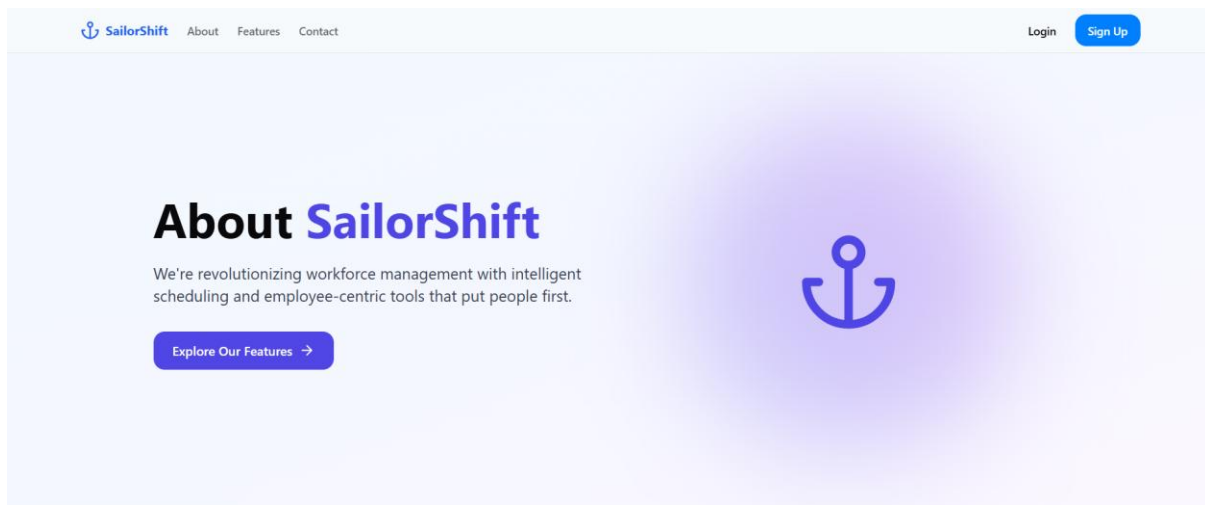 SailorShift About Features Contact Login Sign Up
About SailorShift
We're revolutionizing workforce management with intelligent
scheduling and employee-centric tools that put people first.
Explore Our Features →